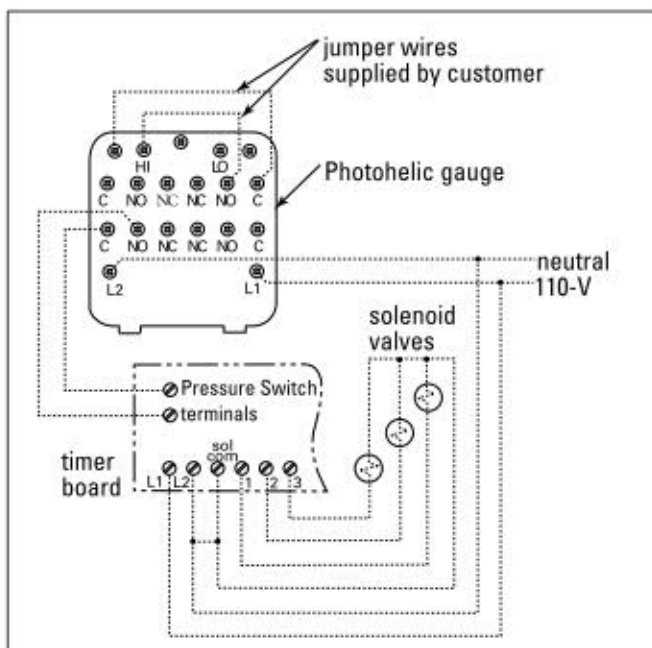 jumper wires
supplied by customer
HI LO
Photohelic gauge
C NO NC NC NO C
C NO NC NC NO C
L2 L1
neutral
110-V
solenoid
valves
Pressure Switch
terminals
timer
board
sol
com
L1 L2 1 2 3